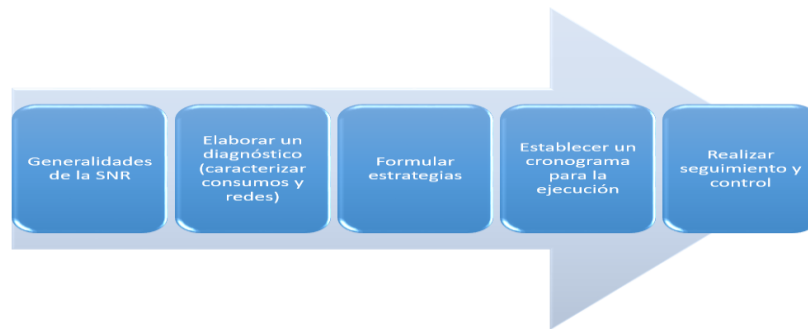 Generalidades
de la SNR
Elaborar un
diagnóstico
(caracterizar
consumos y
redes)
Formular
estrategias
Establecer un
cronograma
para la
ejecución
Realizar
seguimiento y
control